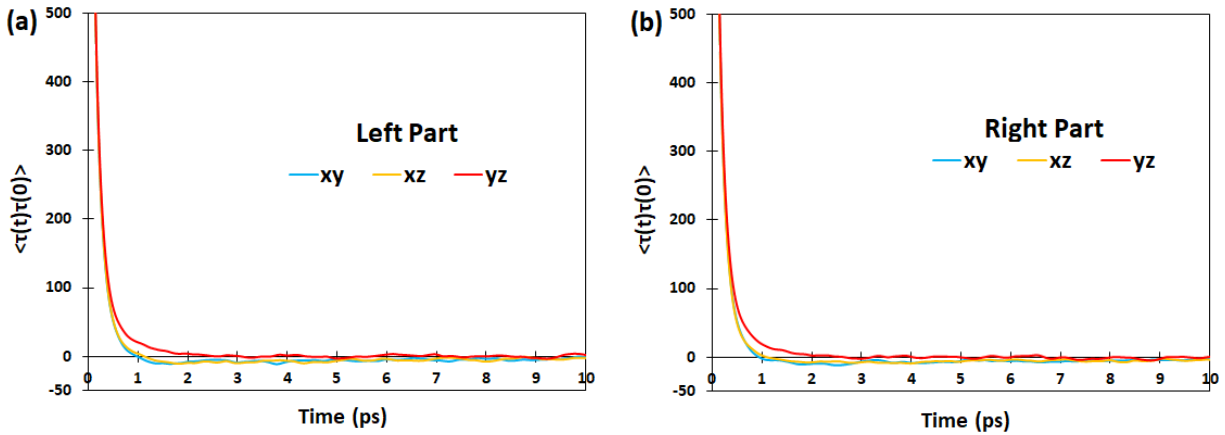 (a)
500
400
300
200
100
0
-50
<τ(t)τ(0)>
Left Part
xy xz yz
0 1 2 3 4 5 6 7 8 9 10
Time (ps)
(b)
500
400
300
200
100
0
-50
<τ(t)τ(0)>
Right Part
xy xz yz
0 1 2 3 4 5 6 7 8 9 10
Time (ps)